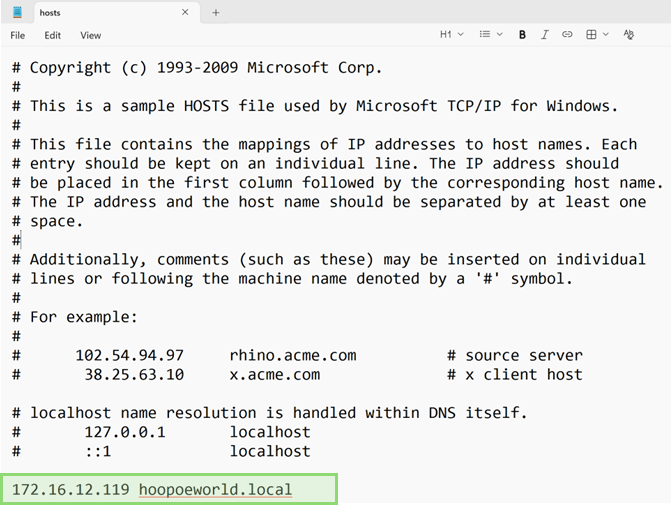 hosts
File Edit View H1 B I
# Copyright (c) 1993-2009 Microsoft Corp.
#
# This is a sample HOSTS file used by Microsoft TCP/IP for Windows.
#
# This file contains the mappings of IP addresses to host names. Each
# entry should be kept on an individual line. The IP address should
# be placed in the first column followed by the corresponding host name.
# The IP address and the host name should be separated by at least one
# space.
#
# Additionally, comments (such as these) may be inserted on individual
# lines or following the machine name denoted by a '#' symbol.
#
# For example:
#
#      102.54.94.97     rhino.acme.com          # source server
#       38.25.63.10     x.acme.com              # x client host

# localhost name resolution is handled within DNS itself.
#       127.0.0.1       localhost
#       ::1             localhost

172.16.12.119 hoopoeworld.local